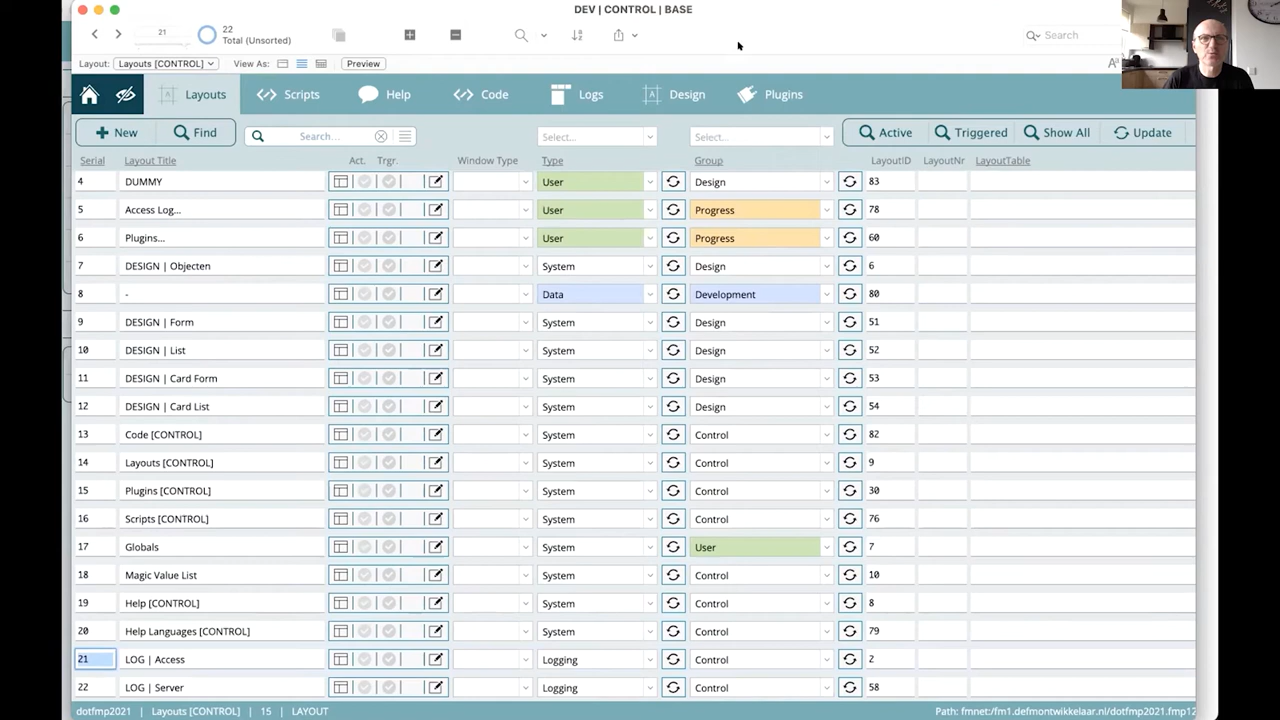 DEV | CONTROL | BASE
21
22
Total (Unsorted)
Search
Layout: Layouts [CONTROL] View As: Preview
Layouts Scripts Help Code Logs Design Plugins
New Find Search... Select... Select... Active Triggered Show All Update
Serial Layout Title Act. Trgr. Window Type Type Group LayoutID LayoutNr LayoutTable
4 DUMMY User Design 83
5 Access Log... User Progress 78
6 Plugins... User Progress 60
7 DESIGN | Objecten System Design 6
8 - Data Development 80
9 DESIGN | Form System Design 51
10 DESIGN | List System Design 52
11 DESIGN | Card Form System Design 53
12 DESIGN | Card List System Design 54
13 Code [CONTROL] System Control 82
14 Layouts [CONTROL] System Control 9
15 Plugins [CONTROL] System Control 30
16 Scripts [CONTROL] System Control 76
17 Globals System User 7
18 Magic Value List System Control 10
19 Help [CONTROL] System Control 8
20 Help Languages [CONTROL] System Control 79
21 LOG | Access Logging Control 2
22 LOG | Server Logging Control 58
dotfmp2021 | Layouts [CONTROL] | 15 | LAYOUT Path: fmnet:/fm1.defmontwikkelaar.nl/dotfmp2021.fmp12